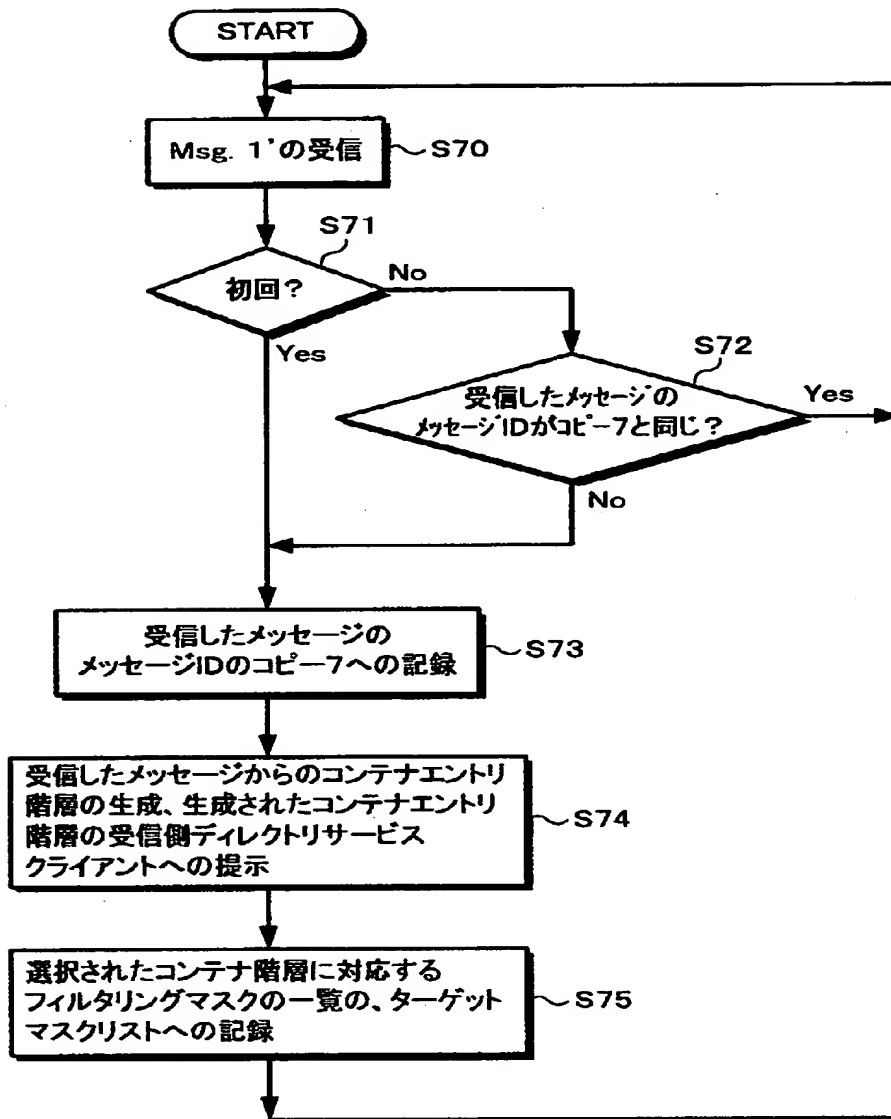 START
Msg. 1'の受信
S70
S71
初回?
No
Yes
S72
受信したメッセージの
メッセージIDがコピー7と同じ?
Yes
No
受信したメッセージの
メッセージIDのコピー7への記録
S73
受信したメッセージからのコンテナエントリ
階層の生成、生成されたコンテナエントリ
階層の受信側ディレクトリサービス
クライアントへの提示
S74
選択されたコンテナ階層に対応する
フィルタリングマスクの一覧の、ターゲット
マスクリストへの記録
S75